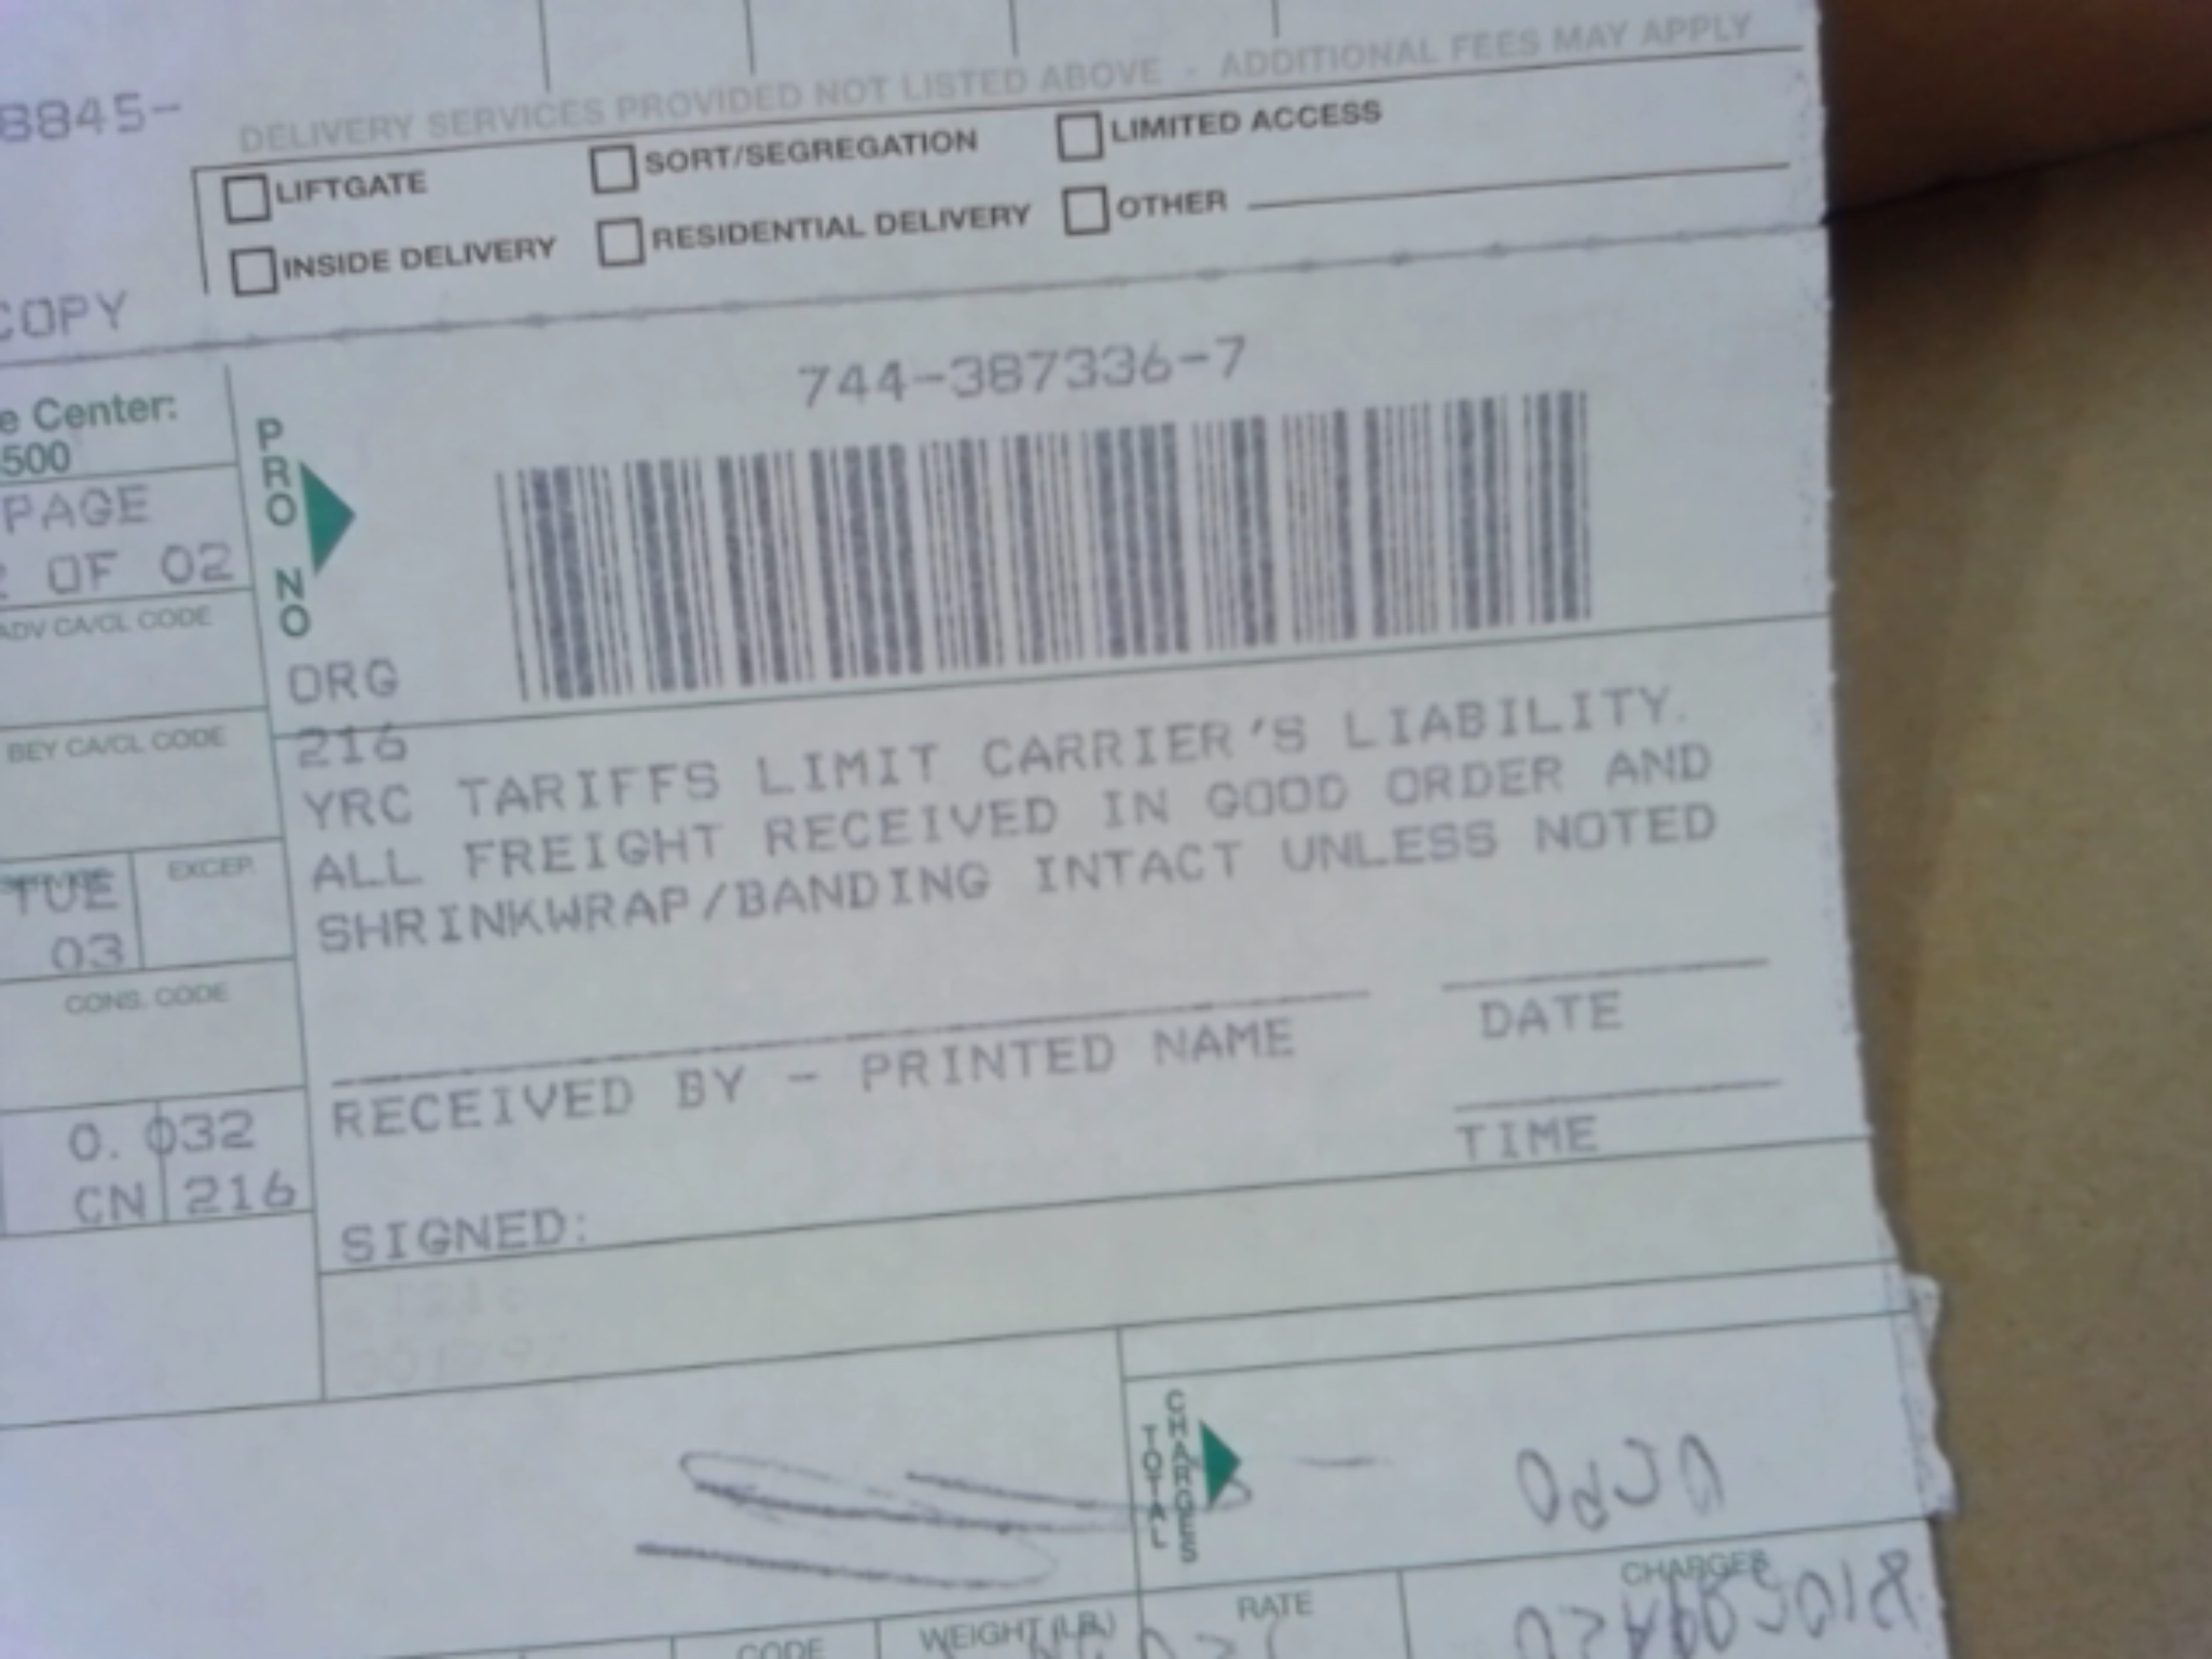 DELIVERY SERVICES PROVIDED NOT LISTED ABOVE - ADDITIONAL FEES MAY APPLY
8845-
LIFTGATE SORT/SEGREGATION LIMITED ACCESS
INSIDE DELIVERY RESIDENTIAL DELIVERY OTHER
COPY
744-387336-7
Center:
500
PRO NO
PAGE
OF 02
ADV CA/CL CODE
ORG
216
BEY CA/CL CODE
YRC TARIFFS LIMIT CARRIER'S LIABILITY.
ALL FREIGHT RECEIVED IN GOOD ORDER AND
SHRINKWRAP/BANDING INTACT UNLESS NOTED
TUE
EXCEP.
03
CONS. CODE
DATE
RECEIVED BY - PRINTED NAME
TIME
0.032
CN 216
SIGNED:
TOTAL CHARGES
CHARGES
RATE
WEIGHT (LB.)
CODE